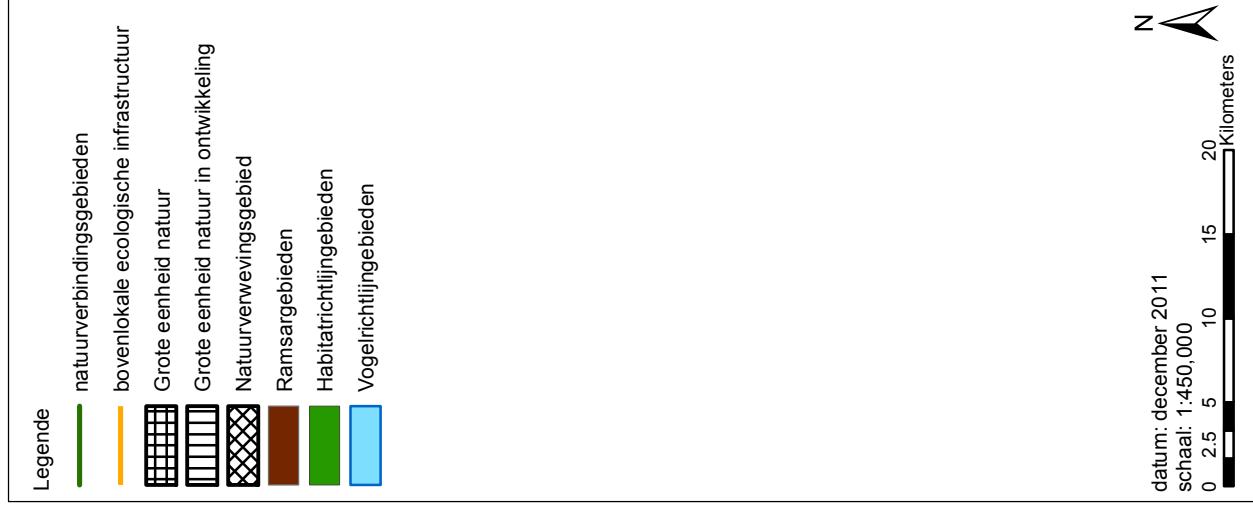 Legende
natuurverbindingsgebieden
bovenlokale ecologische infrastructuur
Grote eenheid natuur
Grote eenheid natuur in ontwikkeling
Natuurverwevingsgebied
Ramsargebieden
Habitatrichtlijngebieden
Vogelrichtlijngebieden
N
datum: december 2011
schaal: 1:450,000
0 2.5 5 10 15 20
Kilometers